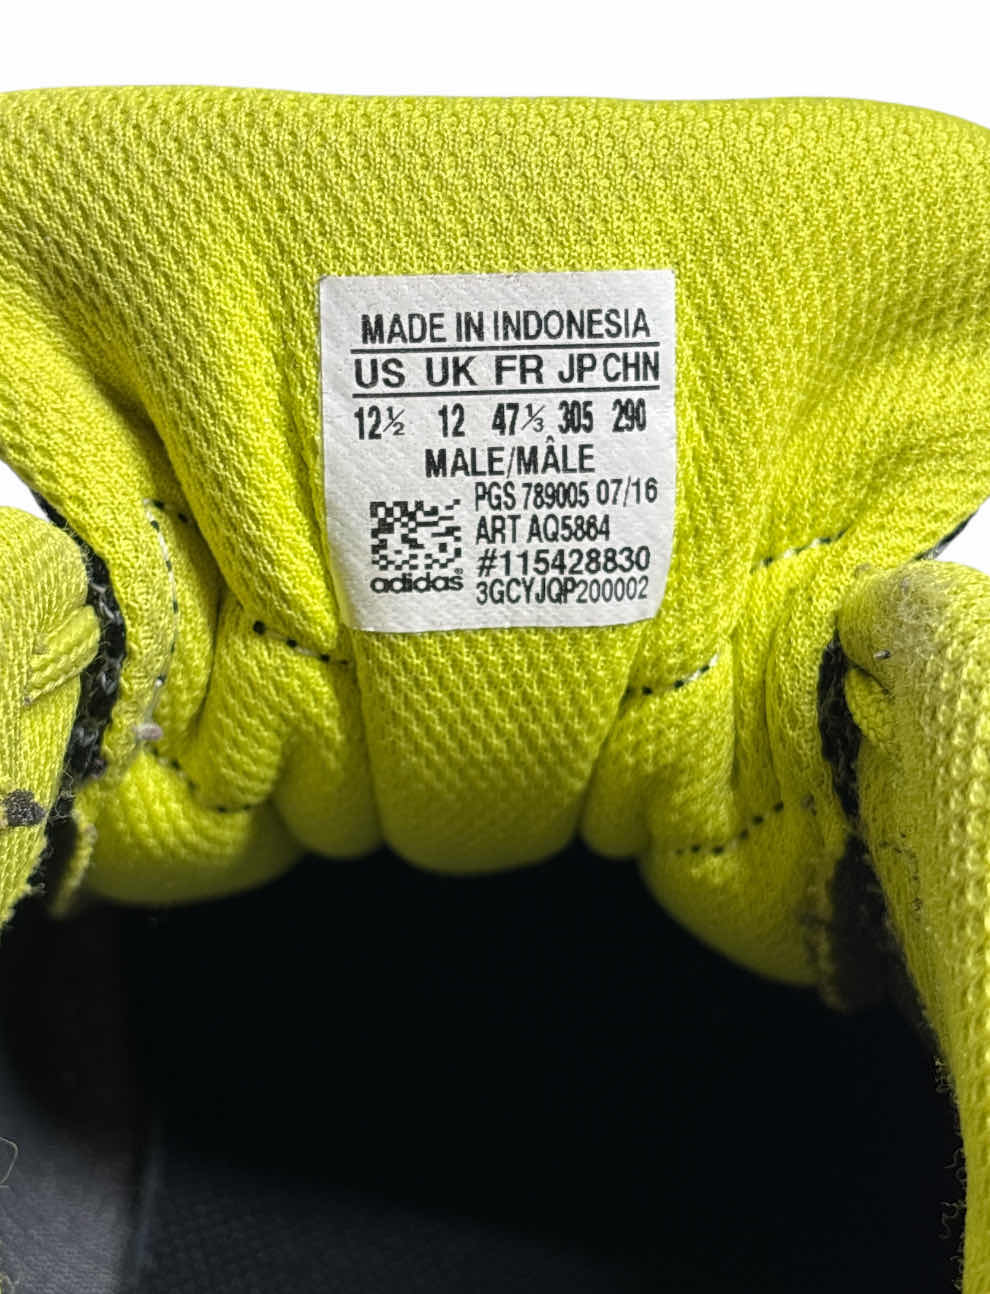 MADE IN INDONESIA
US UK FR JP CHN
12½ 12 47⅓ 305 290
MALE/MÂLE
PGS 789005 07/16
ART AQ5864
#115428830
adidas® 3GCYJQP200002